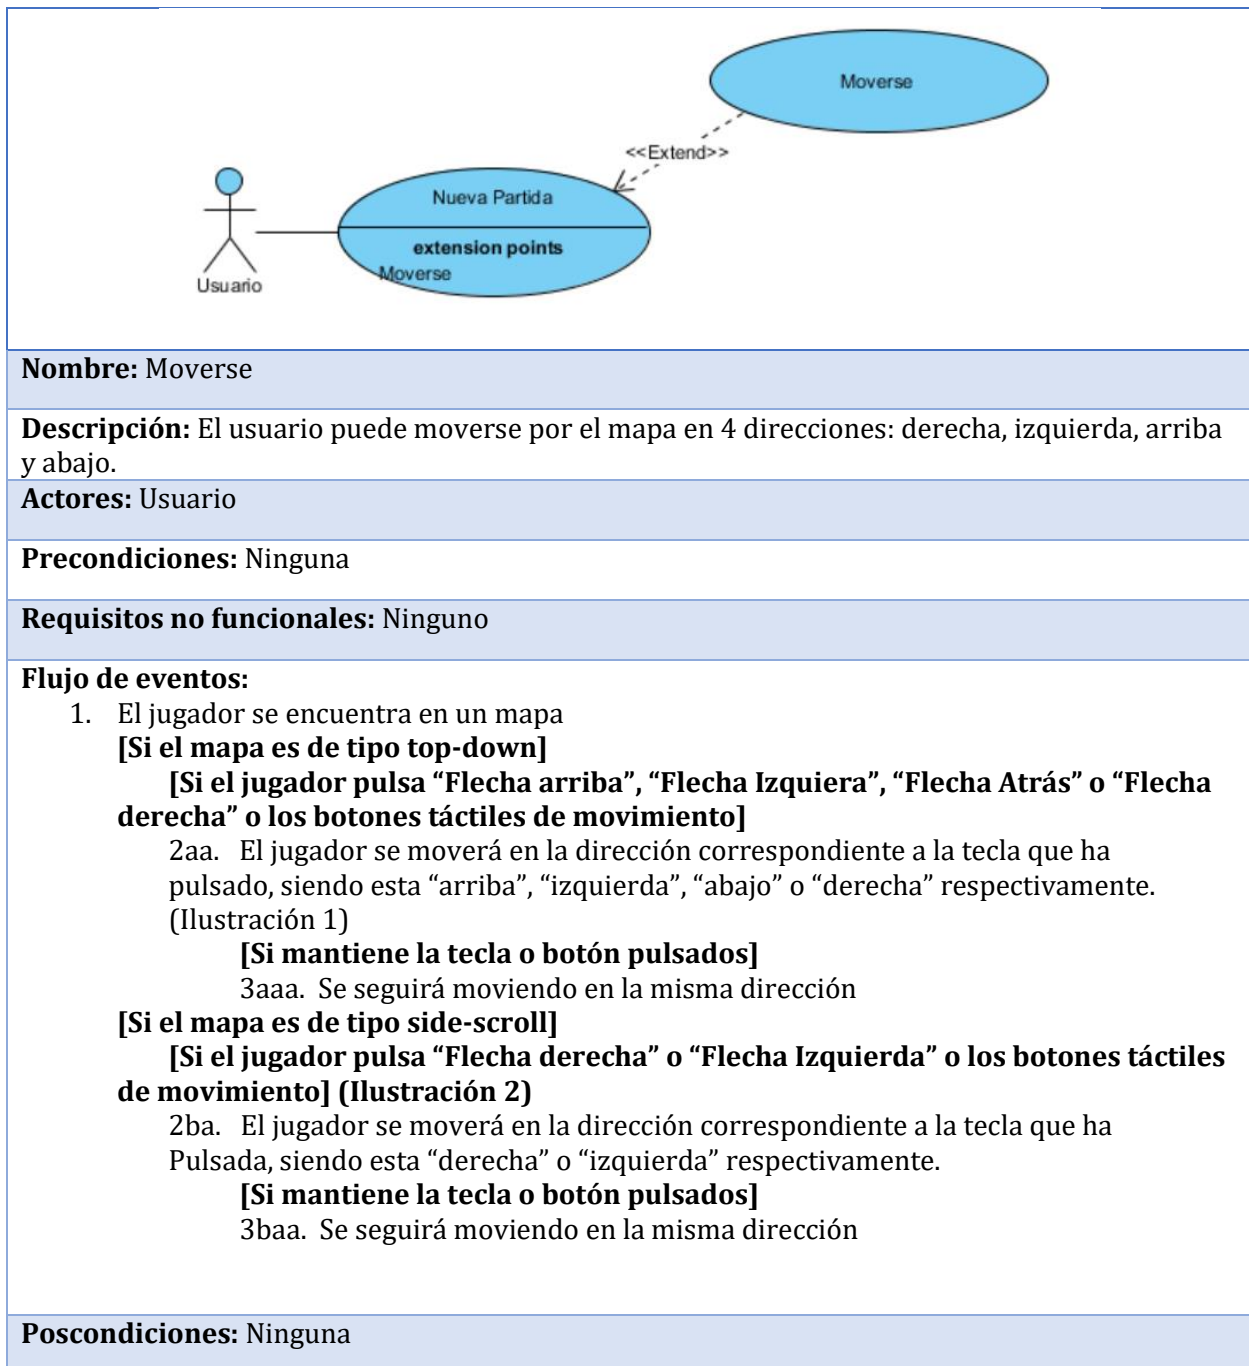 Moverse
<<Extend>>
Nueva Partida
extension points
Moverse
Usuario
Nombre: Moverse
Descripción: El usuario puede moverse por el mapa en 4 direcciones: derecha, izquierda, arriba
y abajo.
Actores: Usuario
Precondiciones: Ninguna
Requisitos no funcionales: Ninguno
Flujo de eventos:
1. El jugador se encuentra en un mapa
[Si el mapa es de tipo top-down]
[Si el jugador pulsa “Flecha arriba”, “Flecha Izquiera”, “Flecha Atrás” o “Flecha
derecha” o los botones táctiles de movimiento]
2aa. El jugador se moverá en la dirección correspondiente a la tecla que ha
pulsado, siendo esta “arriba”, “izquierda”, “abajo” o “derecha” respectivamente.
(Ilustración 1)
[Si mantiene la tecla o botón pulsados]
3aaa. Se seguirá moviendo en la misma dirección
[Si el mapa es de tipo side-scroll]
[Si el jugador pulsa “Flecha derecha” o “Flecha Izquierda” o los botones táctiles
de movimiento] (Ilustración 2)
2ba. El jugador se moverá en la dirección correspondiente a la tecla que ha
Pulsada, siendo esta “derecha” o “izquierda” respectivamente.
[Si mantiene la tecla o botón pulsados]
3baa. Se seguirá moviendo en la misma dirección
Poscondiciones: Ninguna